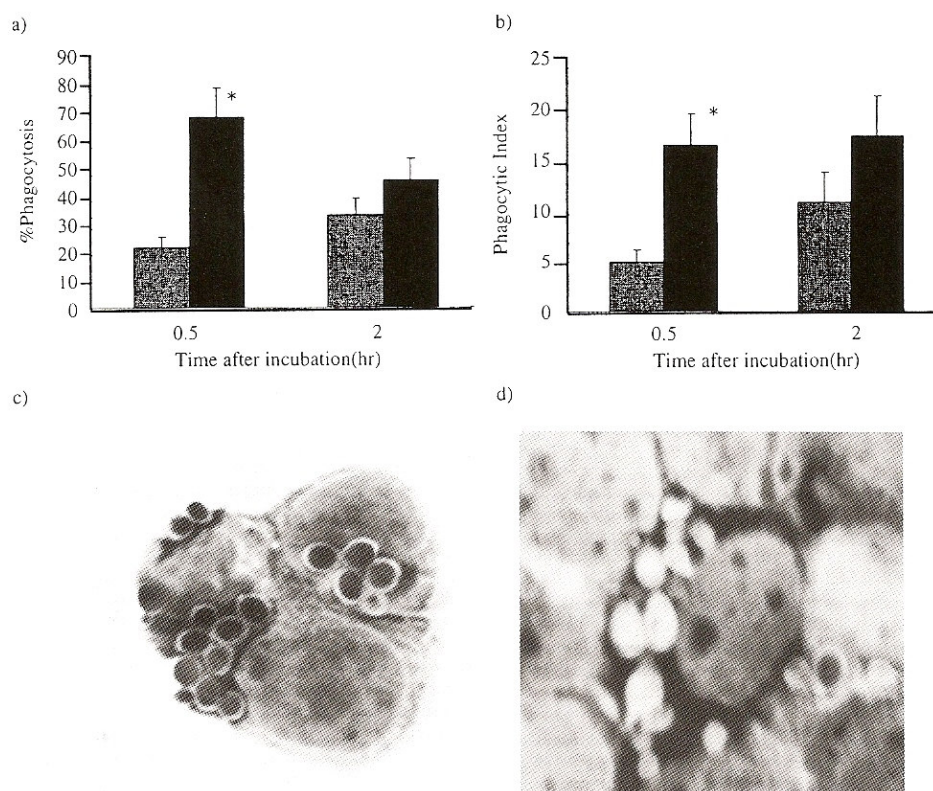 a)
90
80
70
60
50
40
30
20
10
0
%Phagocytosis
*
0.5 2
Time after incubation(hr)
b)
25
20
15
10
5
0
Phagocytic Index
*
0.5 2
Time after incubation(hr)
c)
d)